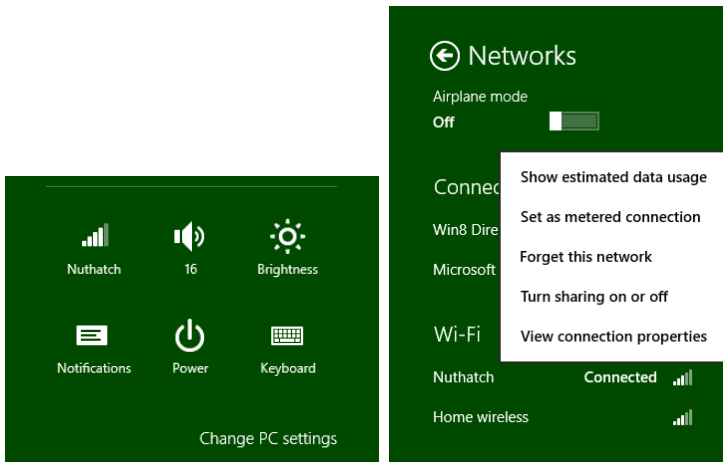 Nuthatch
16
Brightness
Notifications
Power
Keyboard
Change PC settings
Networks
Airplane mode
Off
Connec
Win8 Dire
Microsoft
Show estimated data usage
Set as metered connection
Forget this network
Turn sharing on or off
View connection properties
Wi-Fi
Nuthatch Connected
Home wireless